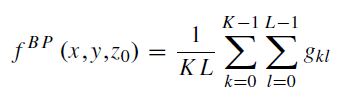 f^{BP} (x,y,z_0) = \frac{1}{KL} \sum_{k=0}^{K-1} \sum_{l=0}^{L-1} g_{kl}